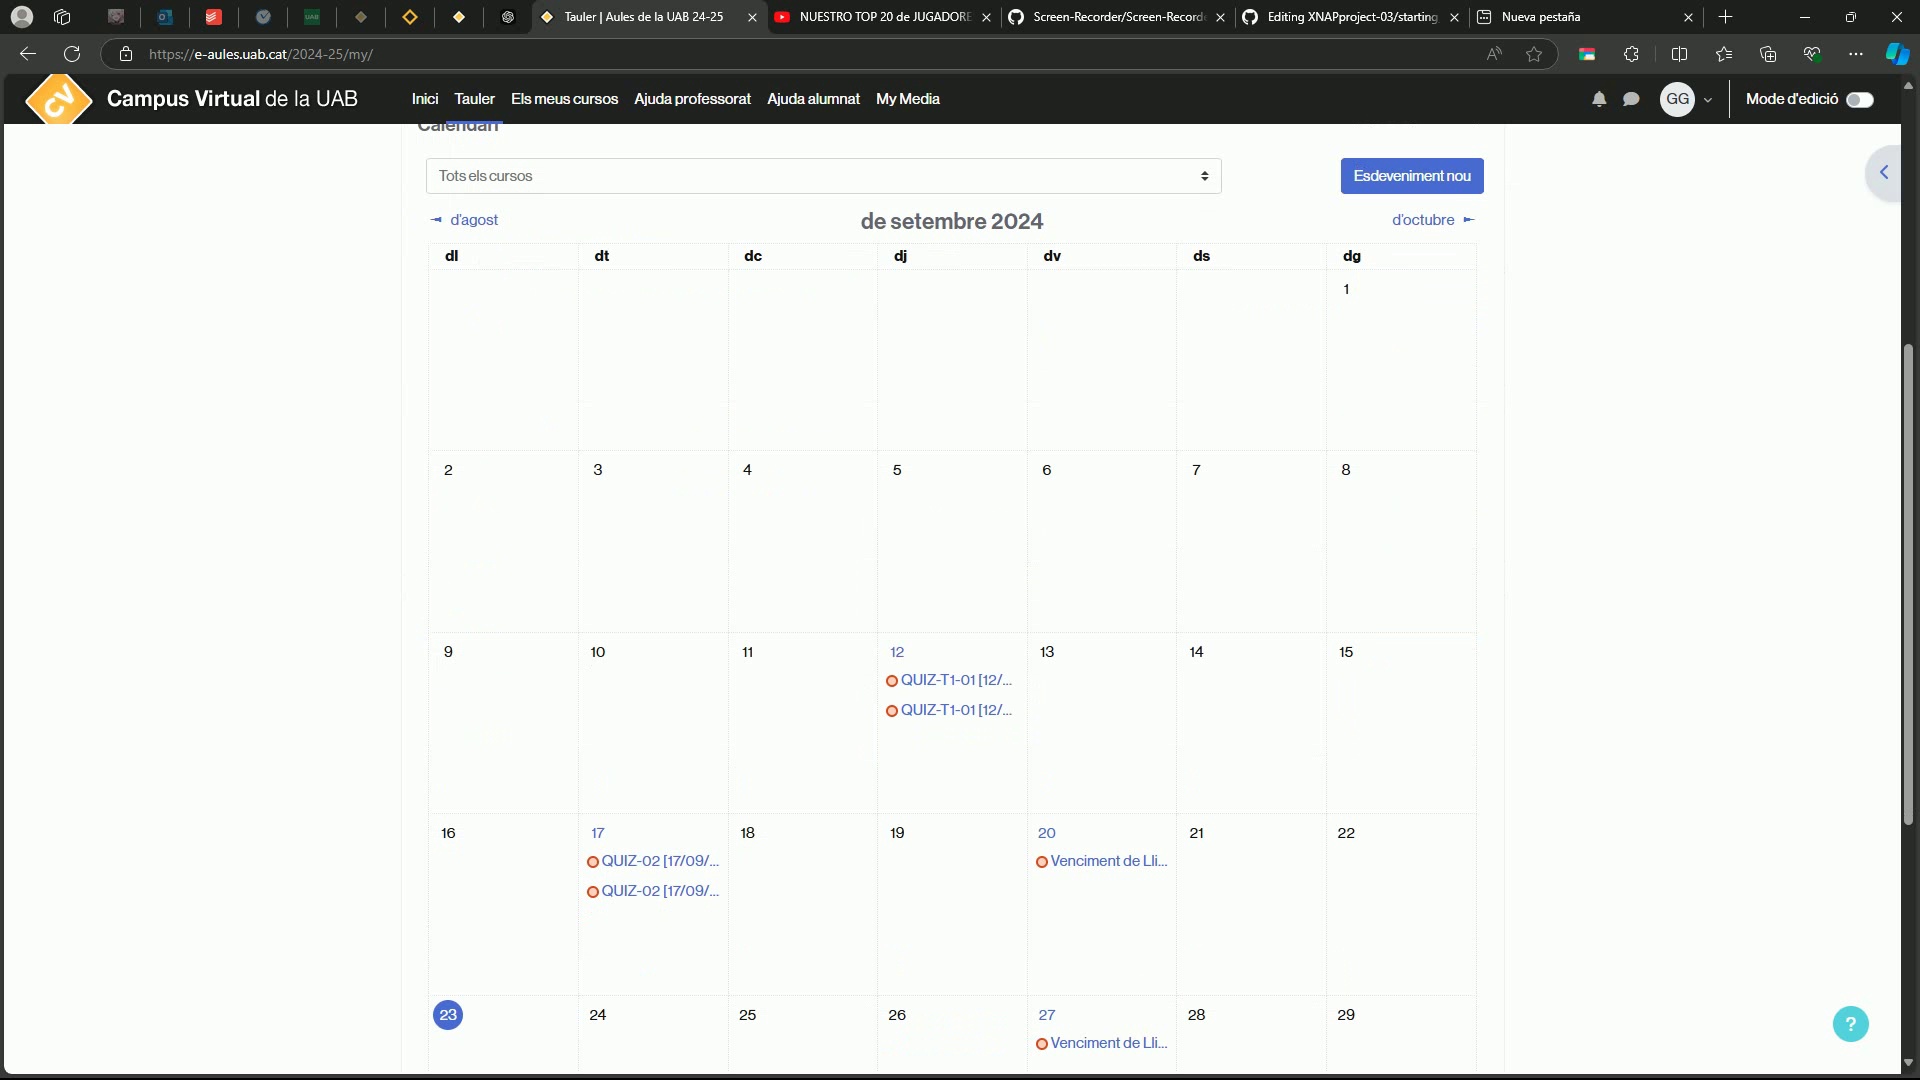 Tauler | Aules de la UAB 24-25
NUESTRO TOP 20 de JUGADORE
Screen-Recorder/Screen-Recorde
Editing XNAPproject-03/starting
Nueva pestaña
https://e-aules.uab.cat/2024-25/my/
CV
Campus Virtual de la UAB
Inici
Tauler
Els meus cursos
Ajuda professorat
Ajuda alumnat
My Media
GG
Mode d'edició
Calendari
Tots els cursos
Esdeveniment nou
◄ d'agost
de setembre 2024
d'octubre ►
dl dt dc dj dv ds dg
1
2 3 4 5 6 7 8
9 10 11 12 13 14 15
QUIZ-T1-01 [12/...
QUIZ-T1-01 [12/...
16 17 18 19 20 21 22
QUIZ-02 [17/09/... Venciment de Lli...
QUIZ-02 [17/09/...
23 24 25 26 27 28 29
Venciment de Lli...
?